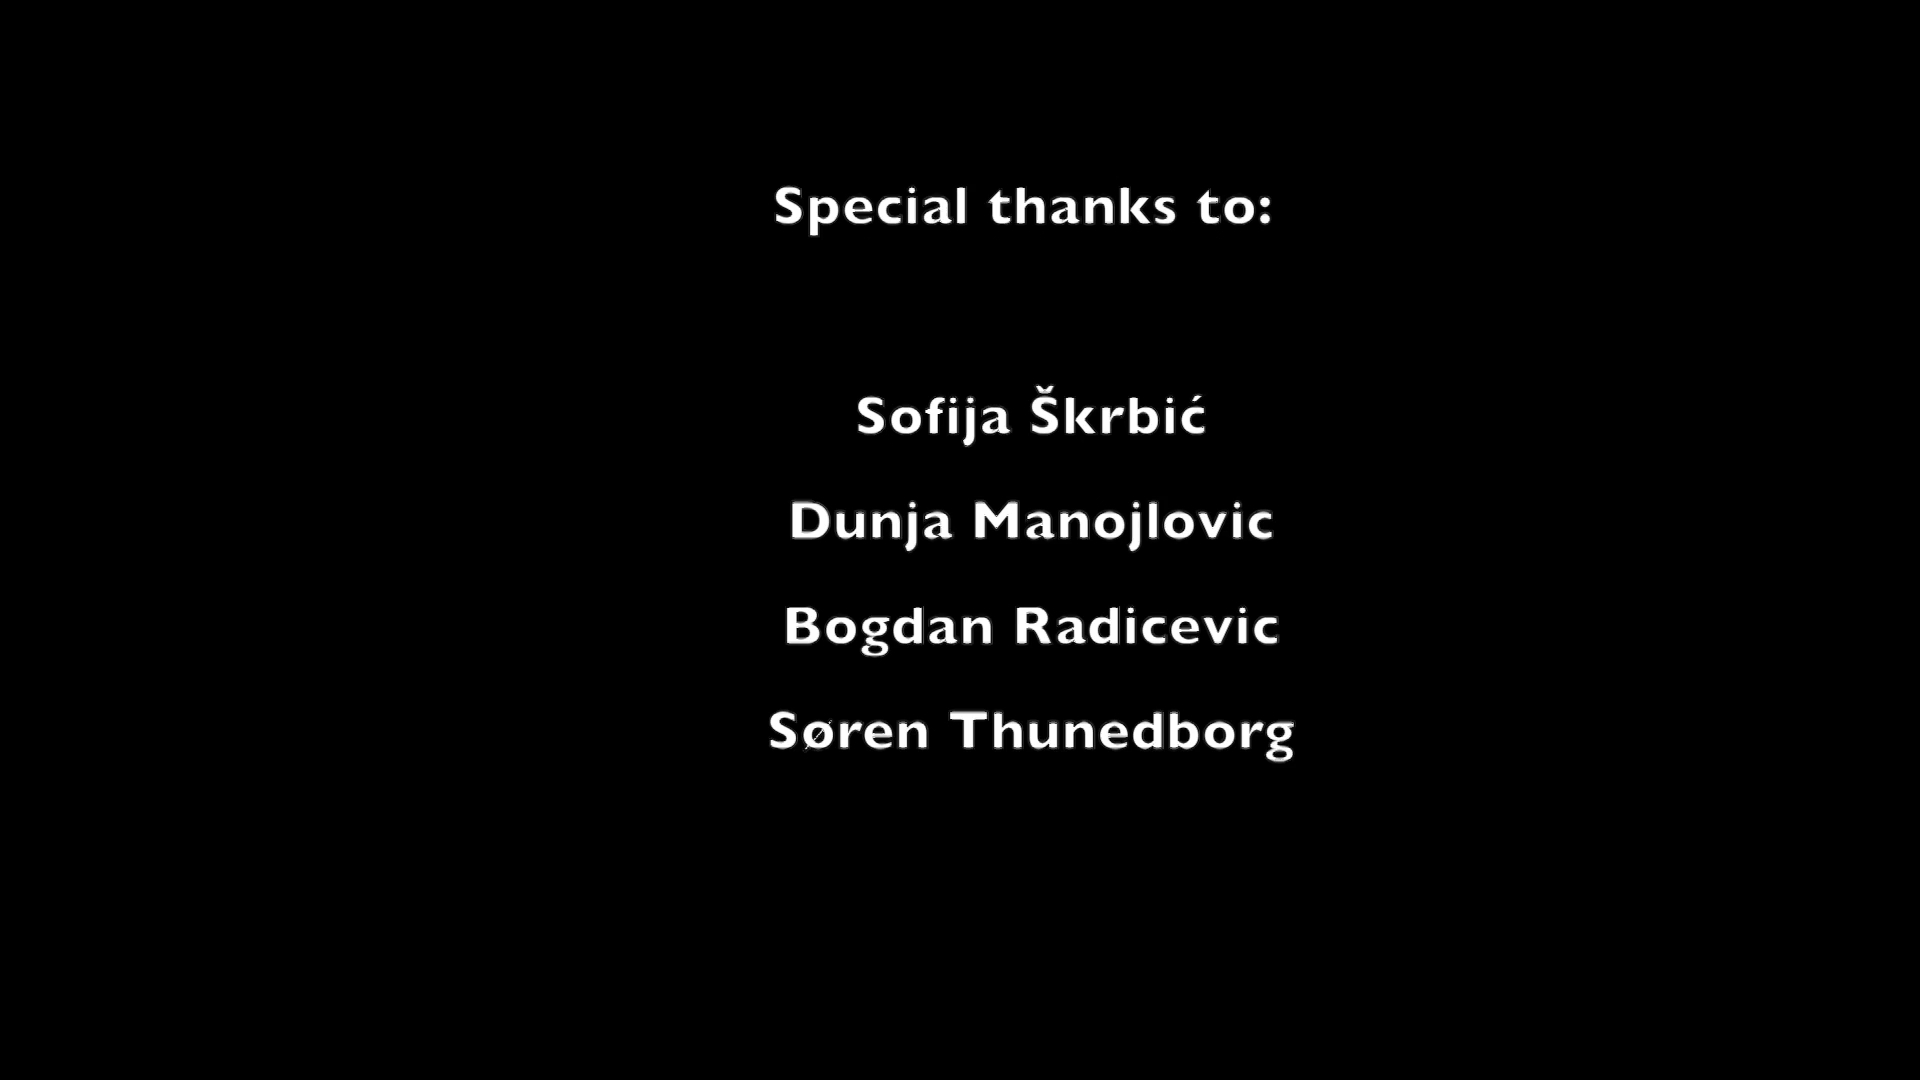 Special thanks to:
Sofija Škrbić
Dunja Manojlovic
Bogdan Radicevic
Søren Thunedborg